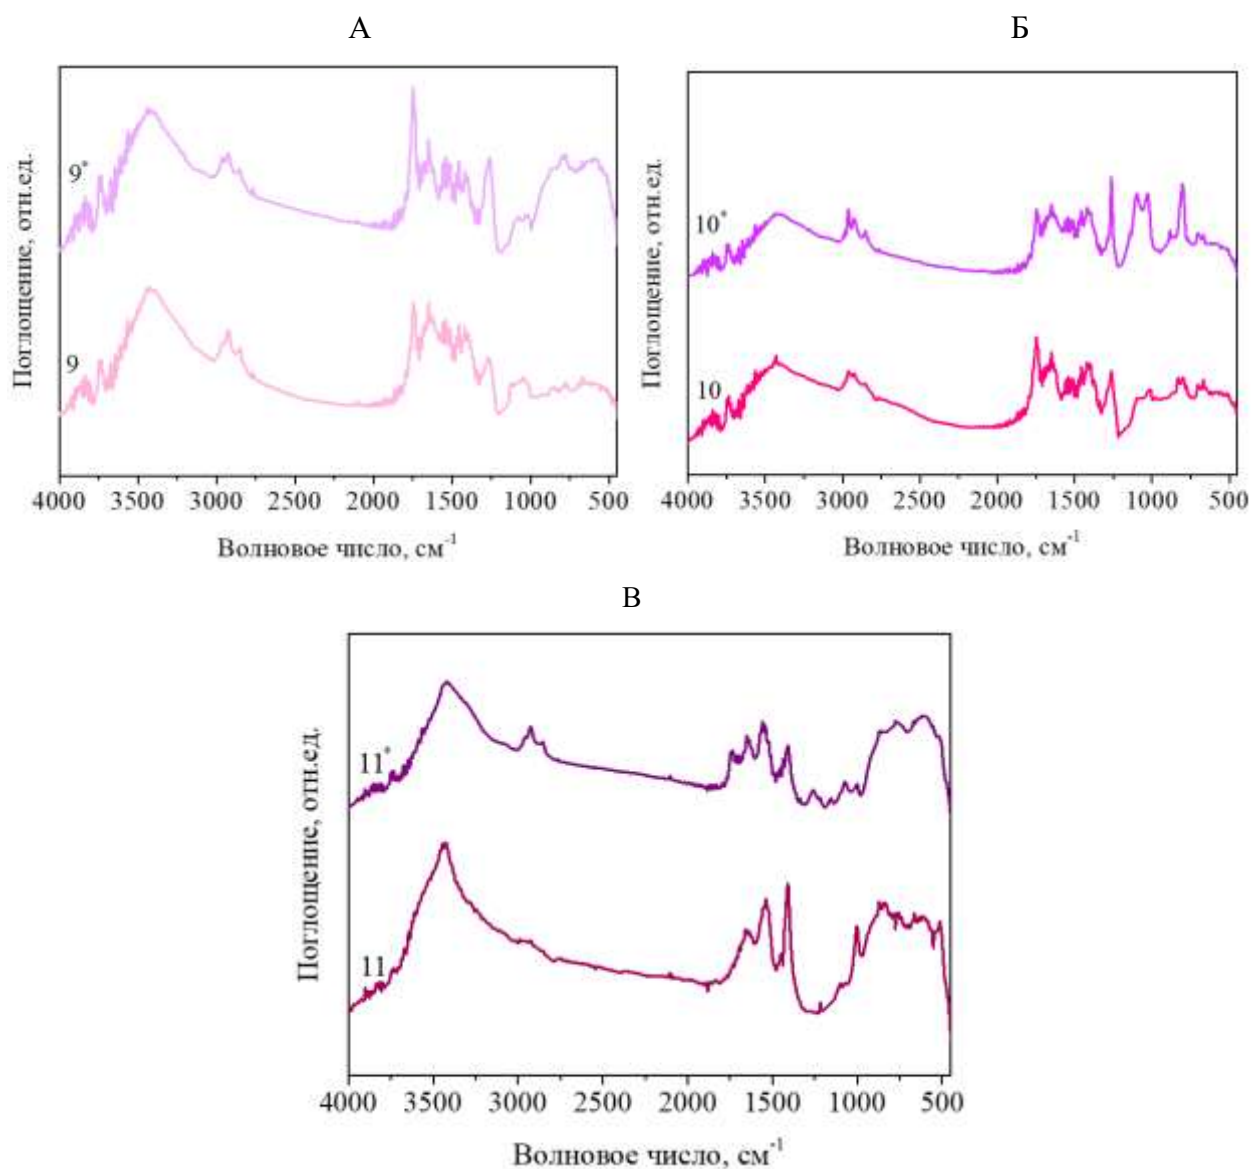 А
Б
Поглощение, отн.ед.
9*
9
4000 3500 3000 2500 2000 1500 1000 500
Волновое число, см-1
Поглощение, отн.ед.
10*
10
4000 3500 3000 2500 2000 1500 1000 500
Волновое число, см-1
В
Поглощение, отн.ед.
11*
11
4000 3500 3000 2500 2000 1500 1000 500
Волновое число, см-1